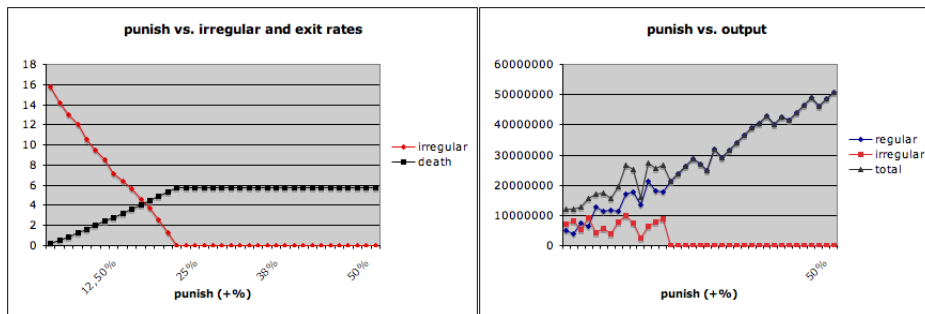 punish vs. irregular and exit rates
18
16
14
12
10
8
6
4
2
0
12,50%
25%
38%
50%
punish (+%)
irregular
death
punish vs. output
60000000
50000000
40000000
30000000
20000000
10000000
0
50%
punish (+%)
regular
irregular
total